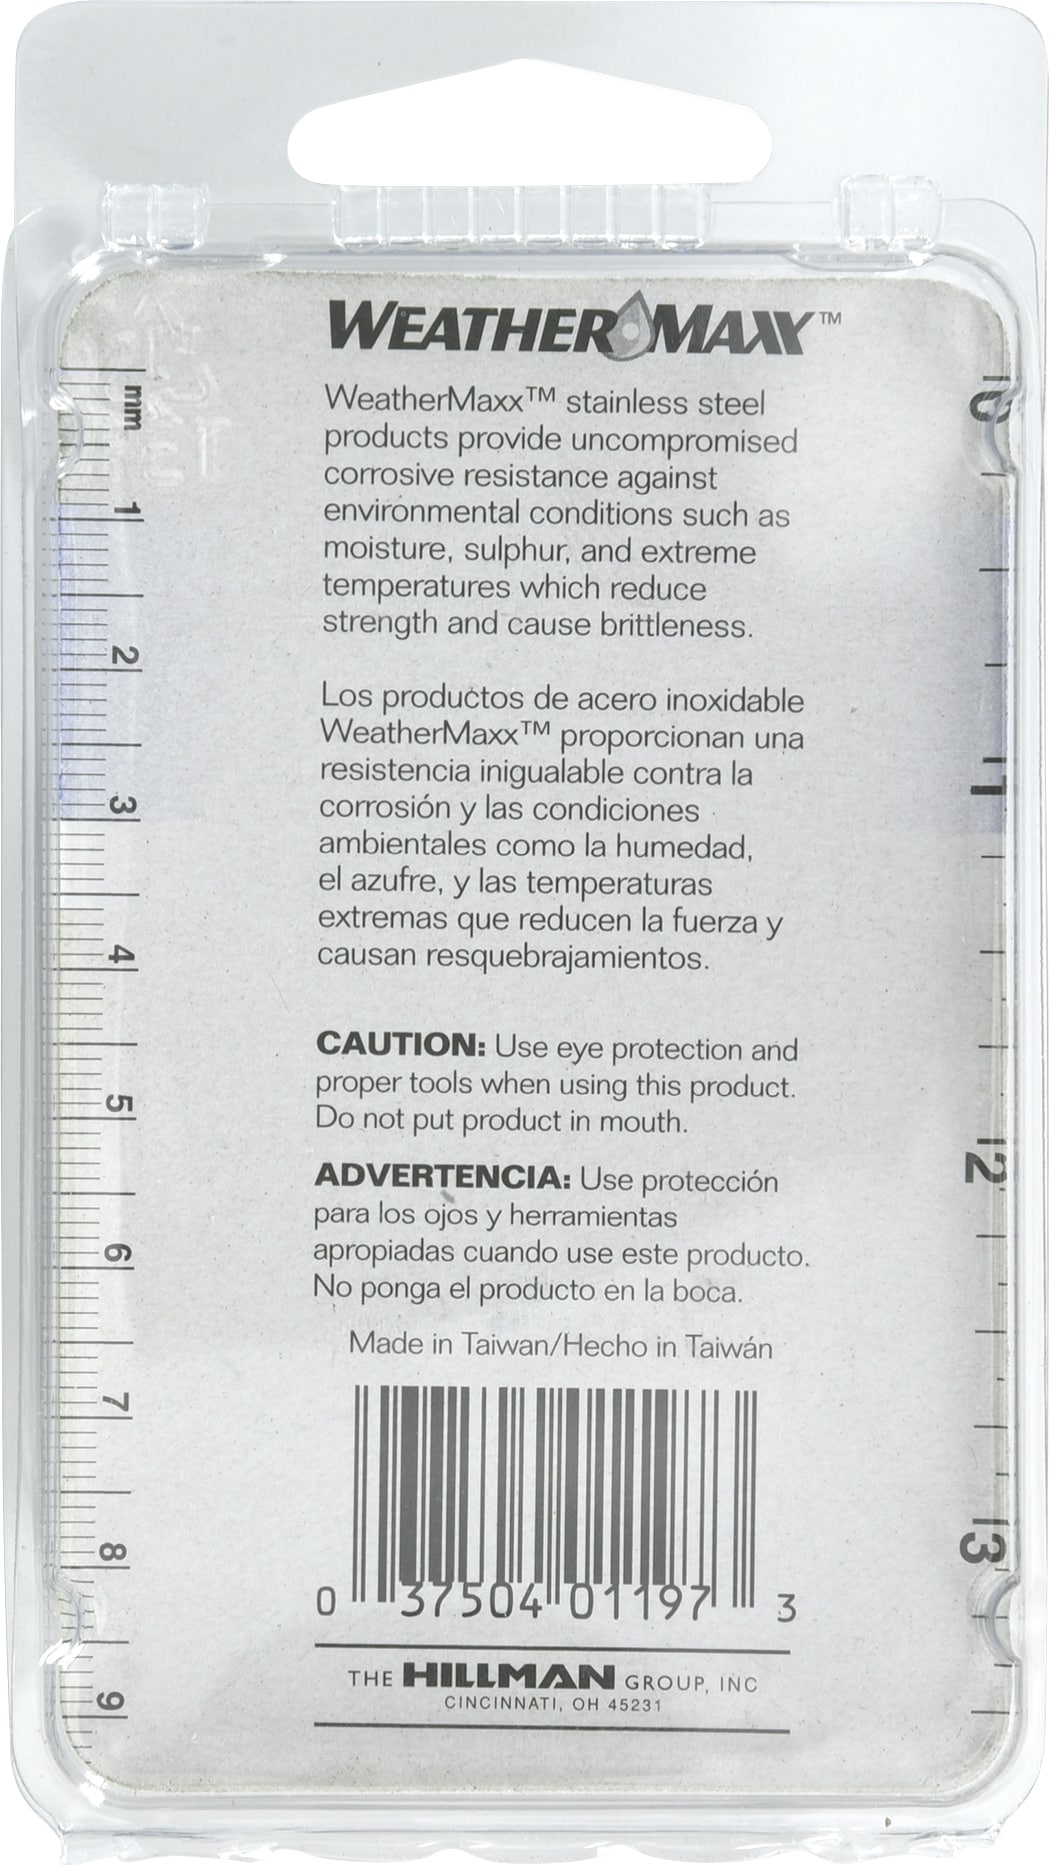 WEATHERMAXX™
WeatherMaxx™ stainless steel
products provide uncompromised
corrosive resistance against
environmental conditions such as
moisture, sulphur, and extreme
temperatures which reduce
strength and cause brittleness.
Los productos de acero inoxidable
WeatherMaxx™ proporcionan una
resistencia inigualable contra la
corrosión y las condiciones
ambientales como la humedad,
el azufre, y las temperaturas
extremas que reducen la fuerza y
causan resquebrajamientos.
CAUTION: Use eye protection and
proper tools when using this product.
Do not put product in mouth.
ADVERTENCIA: Use protección
para los ojos y herramientas
apropiadas cuando use este producto.
No ponga el producto en la boca.
Made in Taiwan/Hecho in Taiwán
0 37504 01197 3
THE HILLMAN GROUP, INC
CINCINNATI, OH 45231
mm
1
2
3
4
5
6
7
8
9
0
1
2
3